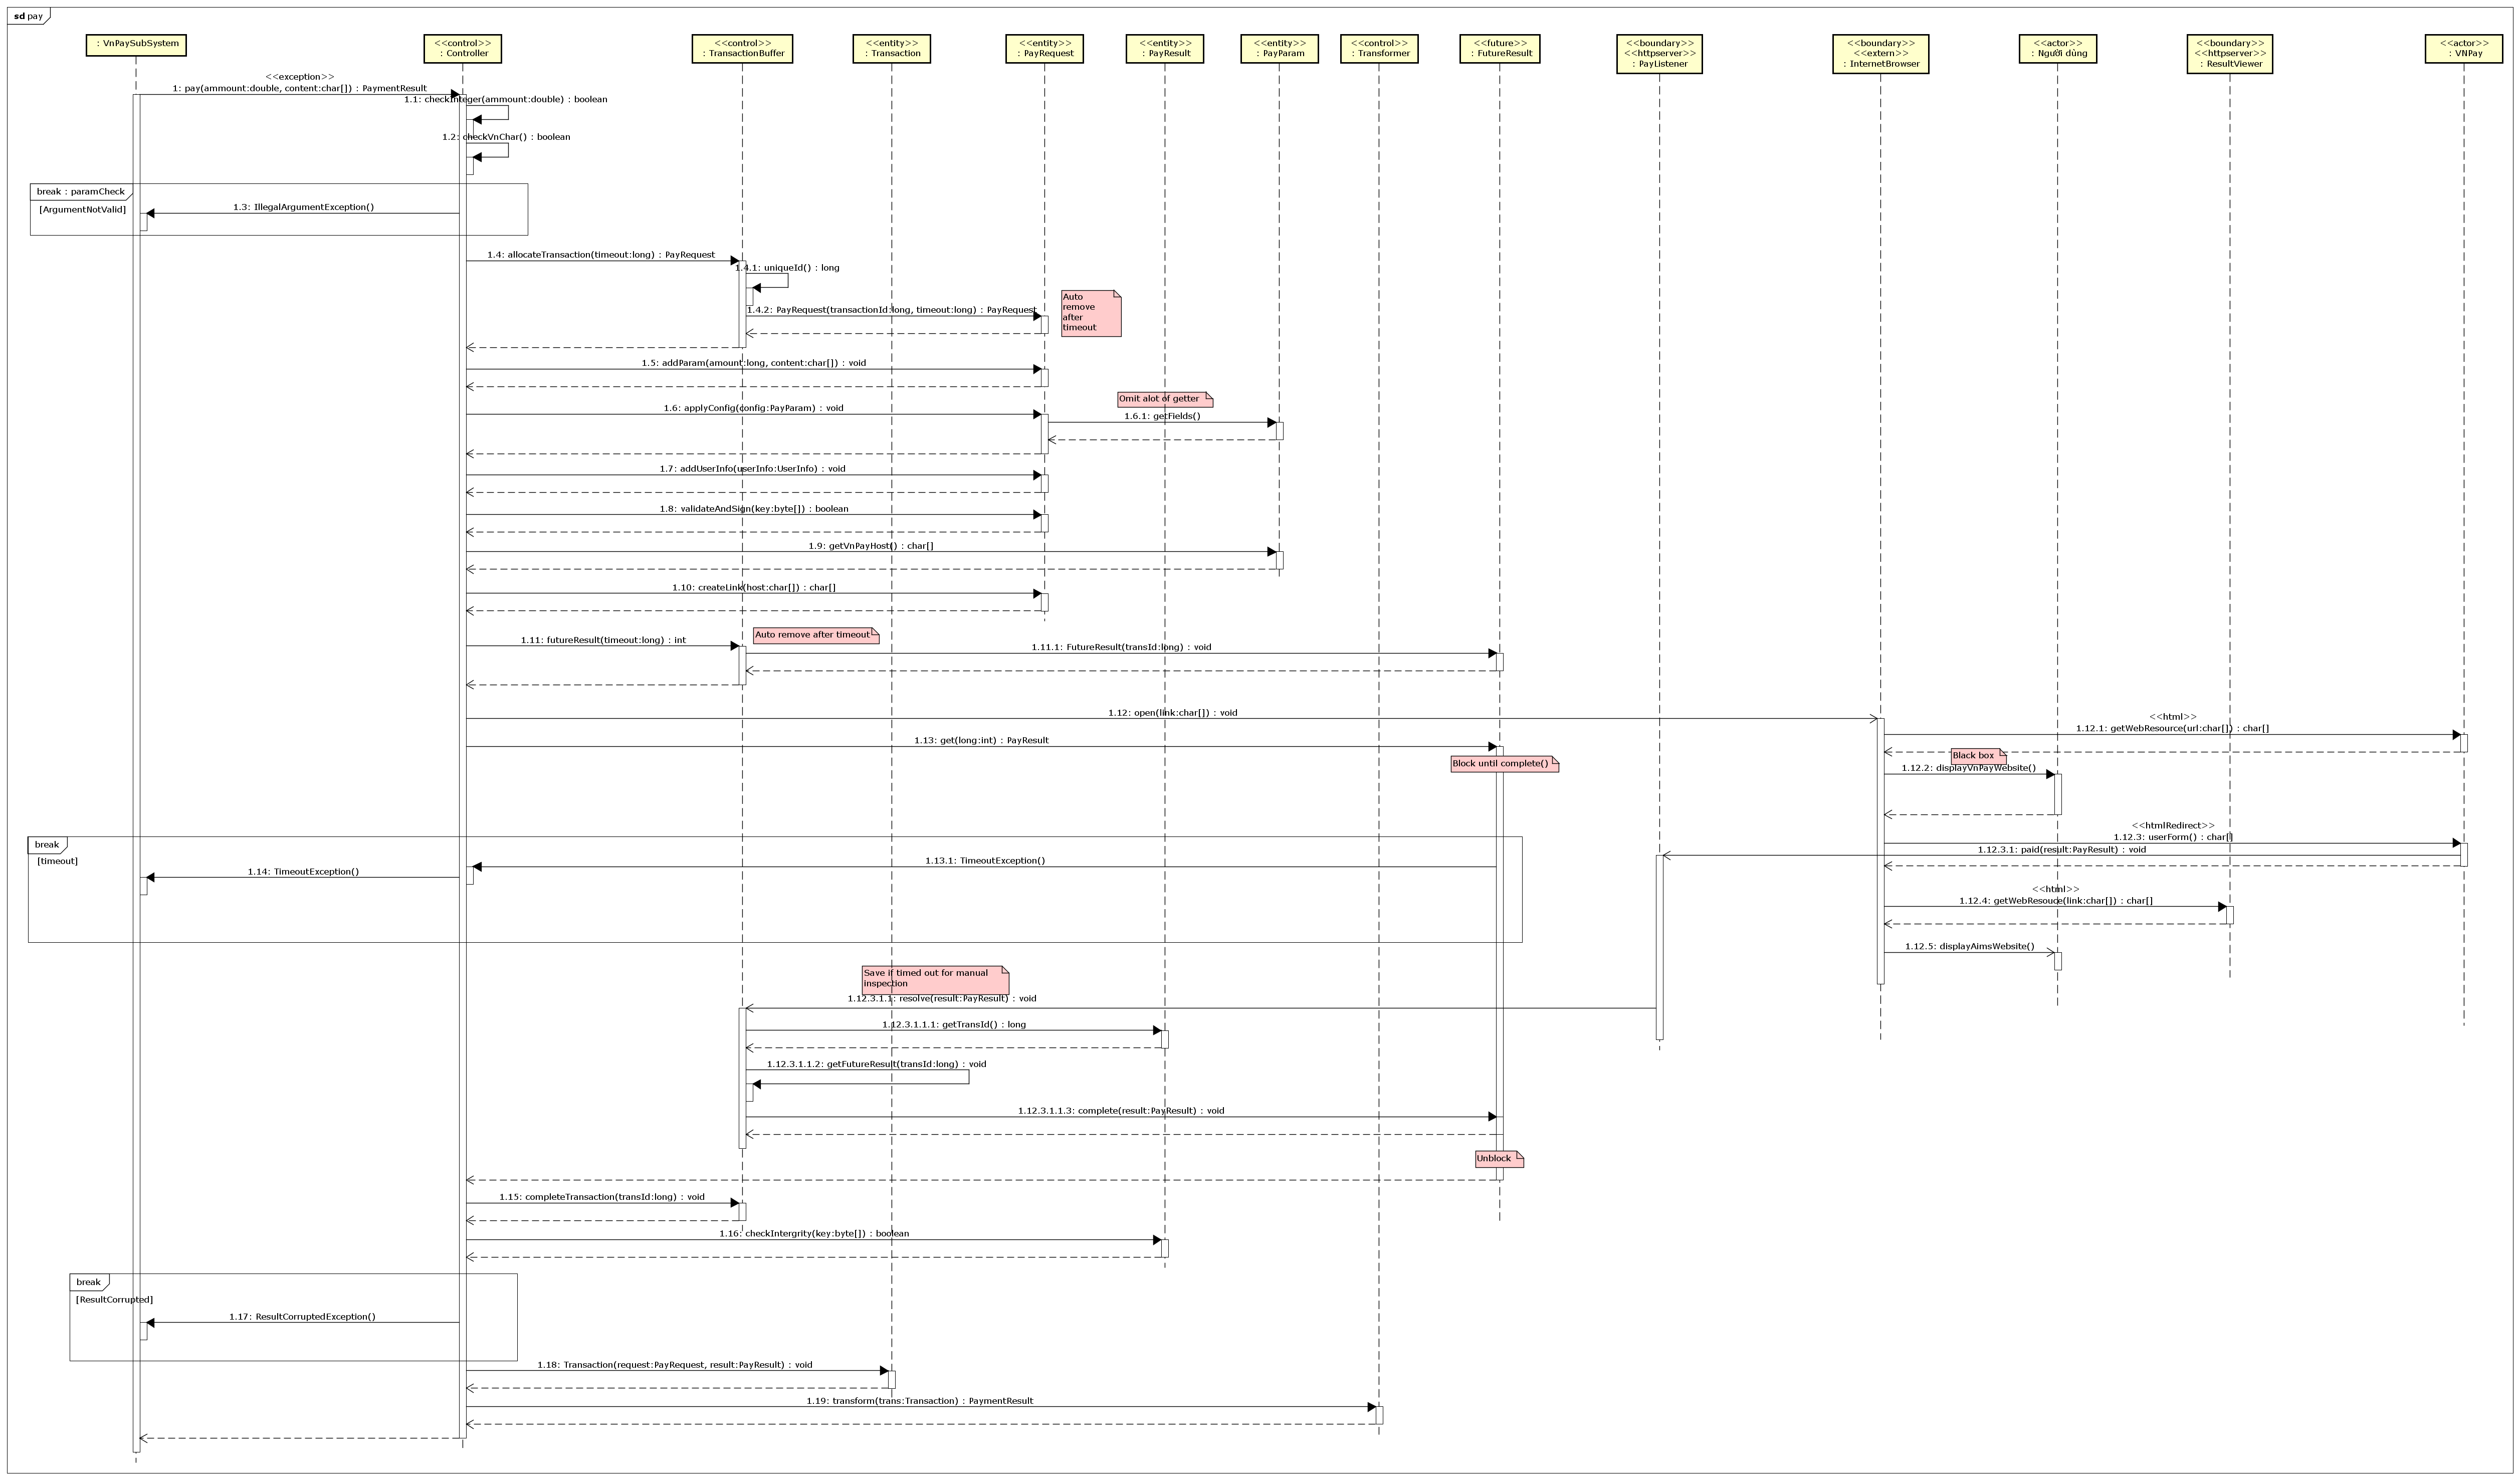 sd pay
: VnPaySubSystem
<<control>>
: Controller
<<control>>
: TransactionBuffer
<<entity>>
: Transaction
<<entity>>
: PayRequest
<<entity>>
: PayResult
<<entity>>
: PayParam
<<control>>
: Transformer
<<future>>
: FutureResult
<<boundary>>
<<httpserver>>
: PayListener
<<boundary>>
<<extern>>
: InternetBrowser
<<actor>>
: Người dùng
<<boundary>>
<<httpserver>>
: ResultViewer
<<actor>>
: VNPay
<<exception>>
1: pay(ammount:double, content:char[]) : PaymentResult
1.1: checkInteger(ammount:double) : boolean
1.2: checkVnChar() : boolean
break : paramCheck
[ArgumentNotValid]
1.3: IllegalArgumentException()
1.4: allocateTransaction(timeout:long) : PayRequest
1.4.1: uniqueId() : long
Auto
remove
after
timeout
1.4.2: PayRequest(transactionId:long, timeout:long) : PayRequest
1.5: addParam(amount:long, content:char[]) : void
Omit alot of getter
1.6: applyConfig(config:PayParam) : void
1.6.1: getFields()
1.7: addUserInfo(userInfo:UserInfo) : void
1.8: validateAndSign(key:byte[]) : boolean
1.9: getVnPayHost() : char[]
1.10: createLink(host:char[]) : char[]
Auto remove after timeout
1.11: futureResult(timeout:long) : int
1.11.1: FutureResult(transId:long) : void
1.12: open(link:char[]) : void
<<html>>
1.12.1: getWebResource(url:char[]) : char[]
1.13: get(long:int) : PayResult
Block until complete()
Black box
1.12.2: displayVnPayWebsite()
<<htmlRedirect>>
1.12.3: userForm() : char[]
1.12.3.1: paid(result:PayResult) : void
break
[timeout]
1.13.1: TimeoutException()
1.14: TimeoutException()
<<html>>
1.12.4: getWebResouce(link:char[]) : char[]
1.12.5: displayAimsWebsite()
Save if timed out for manual
inspection
1.12.3.1.1: resolve(result:PayResult) : void
1.12.3.1.1.1: getTransId() : long
1.12.3.1.1.2: getFutureResult(transId:long) : void
1.12.3.1.1.3: complete(result:PayResult) : void
Unblock
1.15: completeTransaction(transId:long) : void
1.16: checkIntergrity(key:byte[]) : boolean
break
[ResultCorrupted]
1.17: ResultCorruptedException()
1.18: Transaction(request:PayRequest, result:PayResult) : void
1.19: transform(trans:Transaction) : PaymentResult